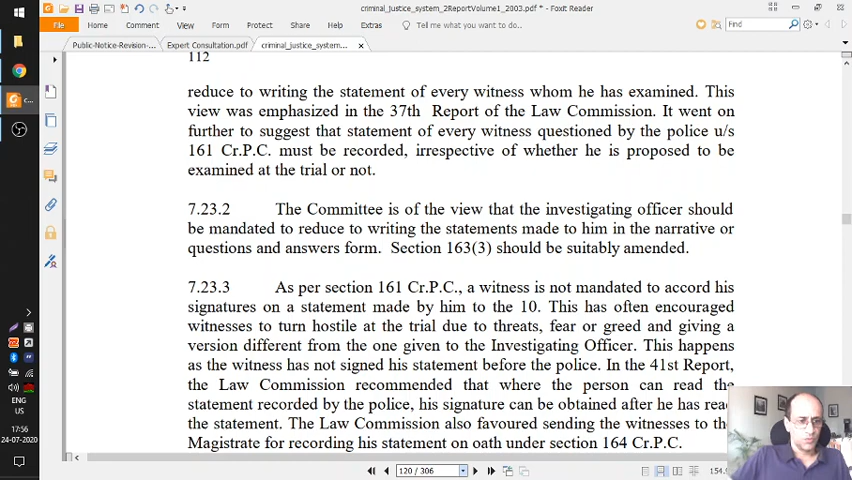 criminal_justice_system_2ReportVolume1_2003.pdf * - Foxit Reader
File Home Comment View Form Protect Share Help Extras Tell me what you want to do... Find
Public-Notice-Revision-... Expert Consultation.pdf criminal_justice_system...
112
reduce to writing the statement of every witness whom he has examined. This
view was emphasized in the 37th Report of the Law Commission. It went on
further to suggest that statement of every witness questioned by the police u/s
161 Cr.P.C. must be recorded, irrespective of whether he is proposed to be
examined at the trial or not.
7.23.2 The Committee is of the view that the investigating officer should
be mandated to reduce to writing the statements made to him in the narrative or
questions and answers form. Section 163(3) should be suitably amended.
7.23.3 As per section 161 Cr.P.C., a witness is not mandated to accord his
signatures on a statement made by him to the 10. This has often encouraged
witnesses to turn hostile at the trial due to threats, fear or greed and giving a
version different from the one given to the Investigating Officer. This happens
as the witness has not signed his statement before the police. In the 41st Report,
the Law Commission recommended that where the person can read the
statement recorded by the police, his signature can be obtained after he has read
the statement. The Law Commission also favoured sending the witnesses to the
Magistrate for recording his statement on oath under section 164 Cr.P.C.
ENG
US
17:56
24-07-2020
120 / 306